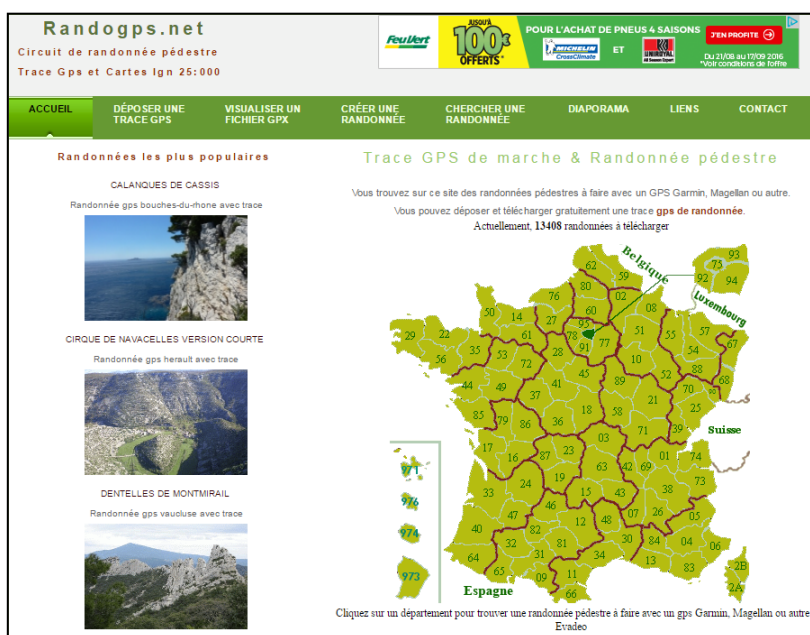 Randogps.net
Circuit de randonnée pédestre
Trace Gps et Cartes Ign 25:000
FeuVert
JUSQU'À
100€
OFFERTS*
POUR L'ACHAT DE PNEUS 4 SAISONS
MICHELIN
CrossClimate
ET
UNIROYAL
All Season Expert
J'EN PROFITE
Du 21/08 au 17/09 2016
*Voir conditions de l'offre
ACCUEIL
DÉPOSER UNE
TRACE GPS
VISUALISER UN
FICHIER GPX
CRÉER UNE
RANDONNÉE
CHERCHER UNE
RANDONNÉE
DIAPORAMA
LIENS
CONTACT
Randonnées les plus populaires
CALANQUES DE CASSIS
Randonnée gps bouches-du-rhone avec trace
CIRQUE DE NAVACELLES VERSION COURTE
Randonnée gps herault avec trace
DENTELLES DE MONTMIRAIL
Randonnée gps vaucluse avec trace
Trace GPS de marche & Randonnée pédestre
Vous trouvez sur ce site des randonnées pédestres à faire avec un GPS Garmin, Magellan ou autre.
Vous pouvez déposer et télécharger gratuitement une trace gps de randonnée.
Actuellement, 13408 randonnées à télécharger
Belgique
Luxembourg
Suisse
Espagne
93
75
92
94
62
59
80
02
76
60
08
50
14
27
95
51
55
57
29
22
61
78
77
54
67
35
53
28
91
10
88
56
72
52
68
45
89
70
90
44
49
41
37
21
25
85
79
86
36
18
58
71
39
03
17
16
87
23
01
74
63
42
69
73
24
19
38
33
15
43
46
07
26
05
47
12
48
40
82
30
84
04
06
32
81
34
31
13
83
64
65
09
11
66
2B
2A
971
976
974
973
Cliquez sur un département pour trouver une randonnée pédestre à faire avec un gps Garmin, Magellan ou autre
Evadeo